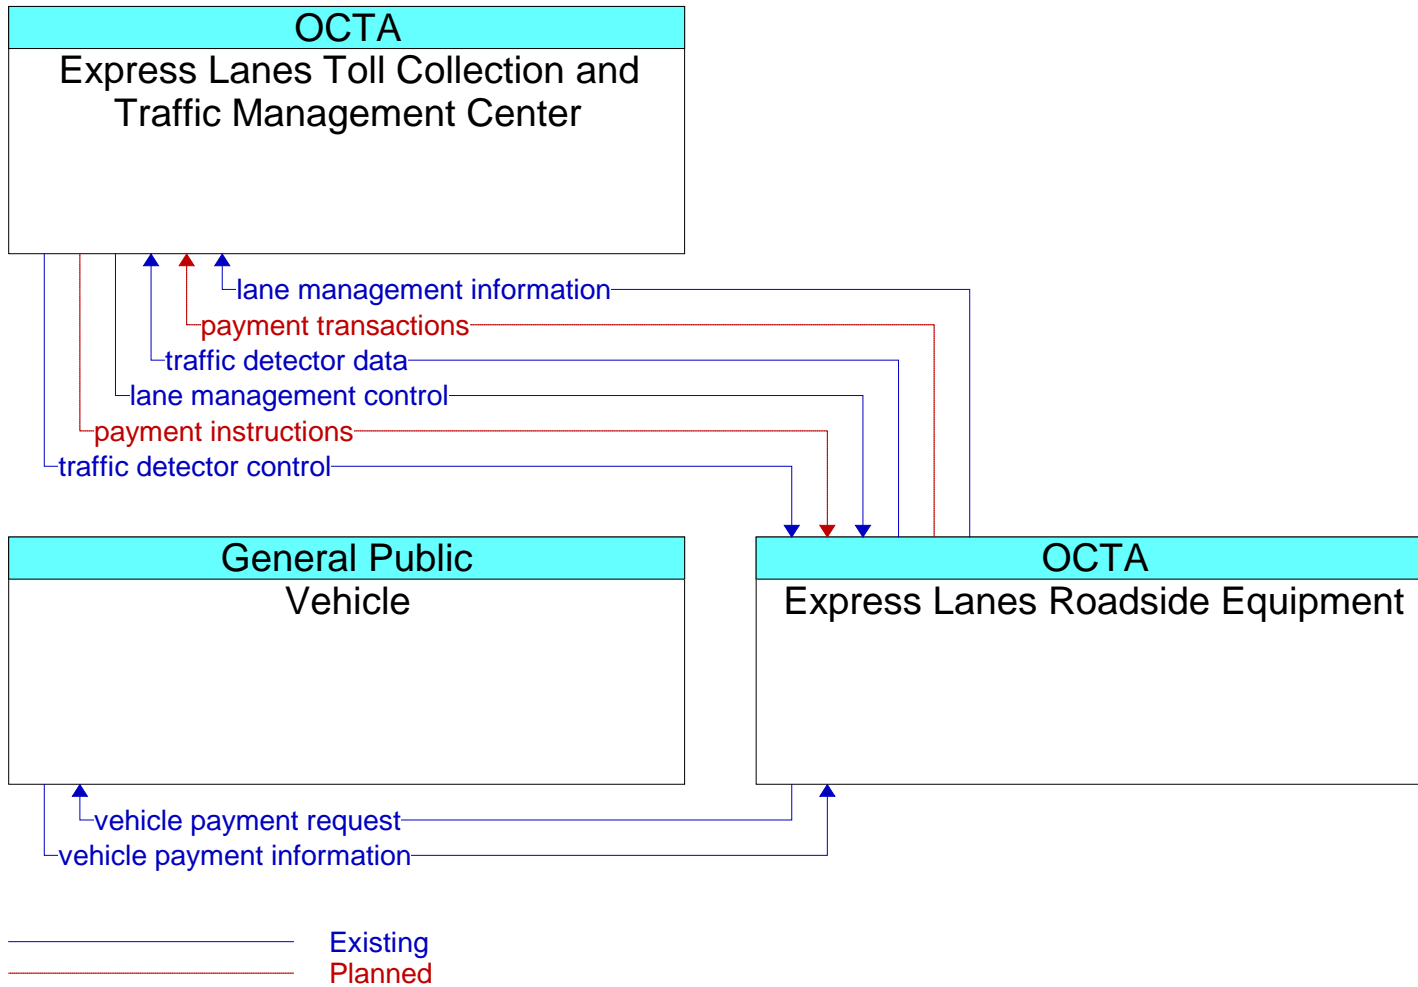 OCTA
Express Lanes Toll Collection and
Traffic Management Center
lane management information
payment transactions
traffic detector data
lane management control
payment instructions
traffic detector control
General Public
Vehicle
OCTA
Express Lanes Roadside Equipment
vehicle payment request
vehicle payment information
Existing
Planned